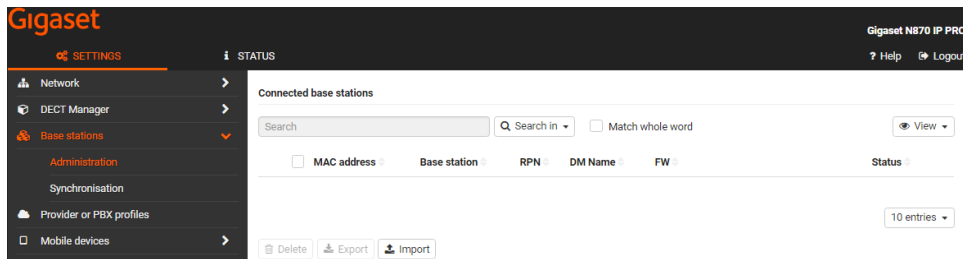 Gigaset
Gigaset N870 IP PRO
SETTINGS
STATUS
? Help
Logout
Network
DECT Manager
Base stations
Administration
Synchronisation
Provider or PBX profiles
Mobile devices
Connected base stations
Search
Search in
Match whole word
View
MAC address Base station RPN DM Name FW Status
10 entries
Delete Export Import